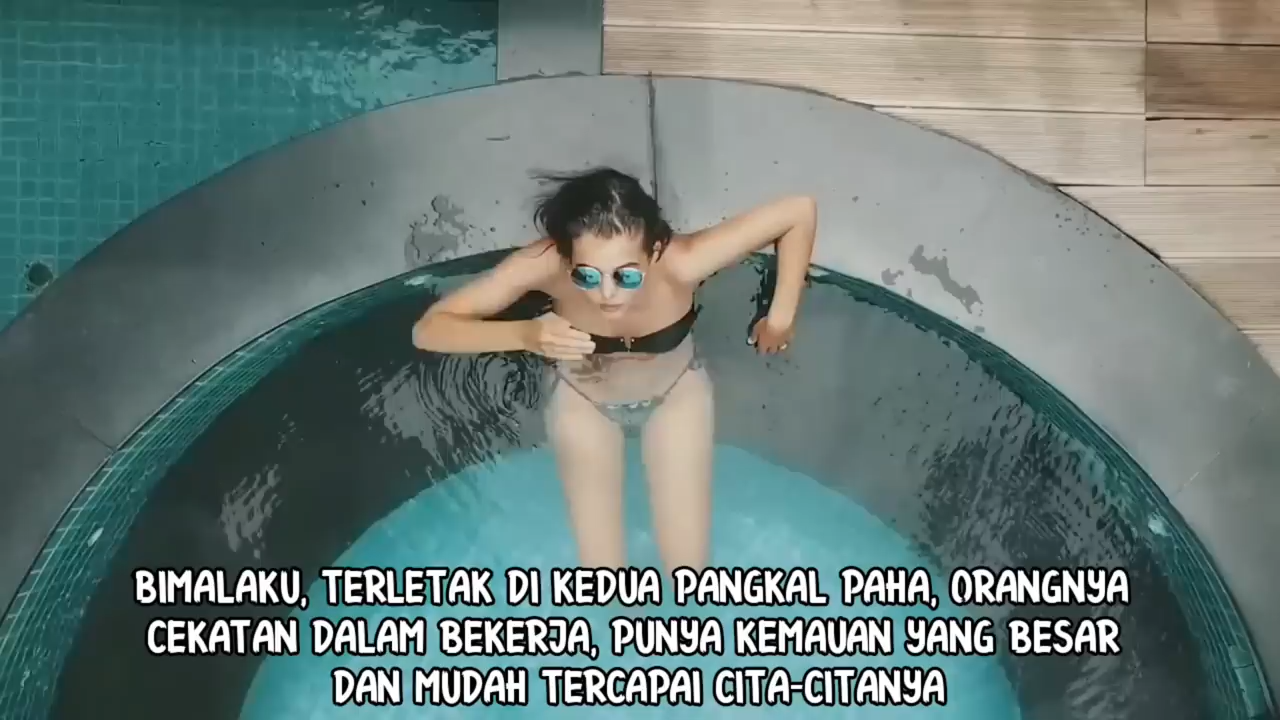 BIMALAKU, TERLETAK DI KEDUA PANGKAL PAHA, ORANGNYA
CEKATAN DALAM BEKERJA, PUNYA KEMAUAN YANG BESAR
DAN MUDAH TERCAPAI CITA-CITANYA